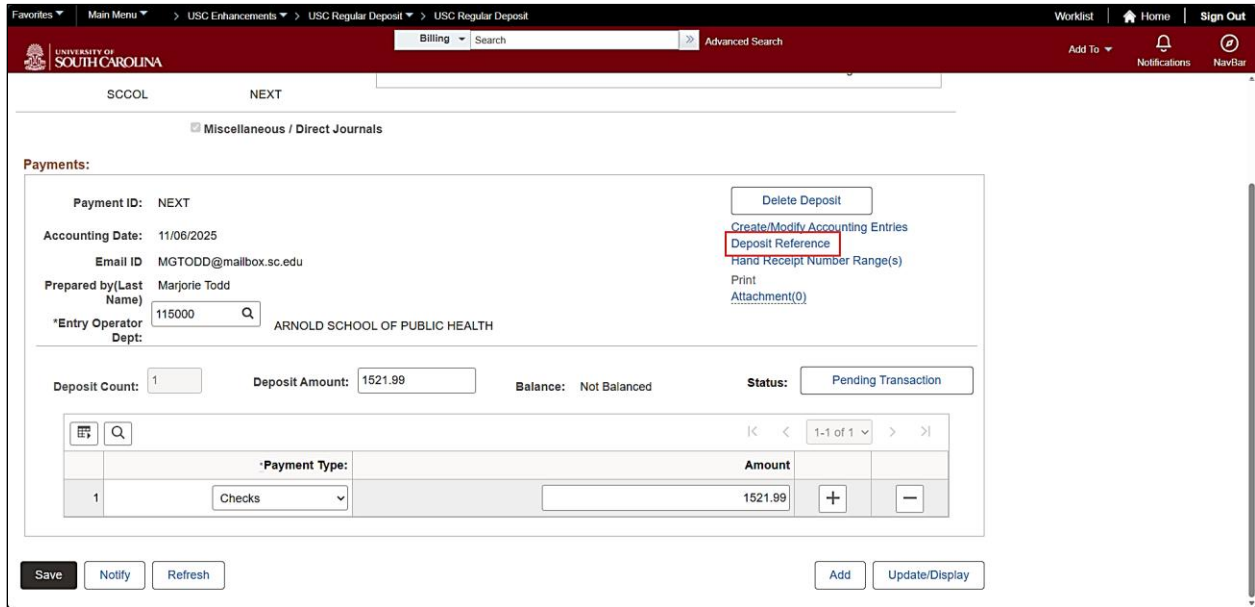 Favorites Main Menu > USC Enhancements > USC Regular Deposit > USC Regular Deposit Worklist Home Sign Out
UNIVERSITY OF
SOUTH CAROLINA
Billing Search » Advanced Search Add To Notifications NavBar
SCCOL NEXT
Miscellaneous / Direct Journals
Payments:
Payment ID: NEXT Delete Deposit
Create/Modify Accounting Entries
Accounting Date: 11/06/2025
Deposit Reference
Email ID MGTODD@mailbox.sc.edu Hand Receipt Number Range(s)
Prepared by(Last Name) Marjorie Todd Print
Attachment(0)
*Entry Operator Dept: 115000 ARNOLD SCHOOL OF PUBLIC HEALTH
Deposit Count: 1 Deposit Amount: 1521.99 Balance: Not Balanced Status: Pending Transaction
1-1 of 1
*Payment Type: Amount
1 Checks 1521.99 + −
Save Notify Refresh Add Update/Display